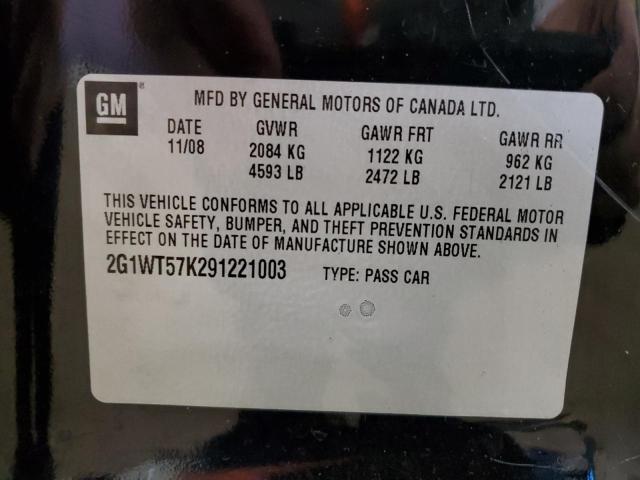 GM®
MFD BY GENERAL MOTORS OF CANADA LTD.
DATE GVWR GAWR FRT GAWR RR
11/08 2084 KG 1122 KG 962 KG
4593 LB 2472 LB 2121 LB
THIS VEHICLE CONFORMS TO ALL APPLICABLE U.S. FEDERAL MOTOR
VEHICLE SAFETY, BUMPER, AND THEFT PREVENTION STANDARDS IN
EFFECT ON THE DATE OF MANUFACTURE SHOWN ABOVE.
2G1WT57K291221003 TYPE: PASS CAR